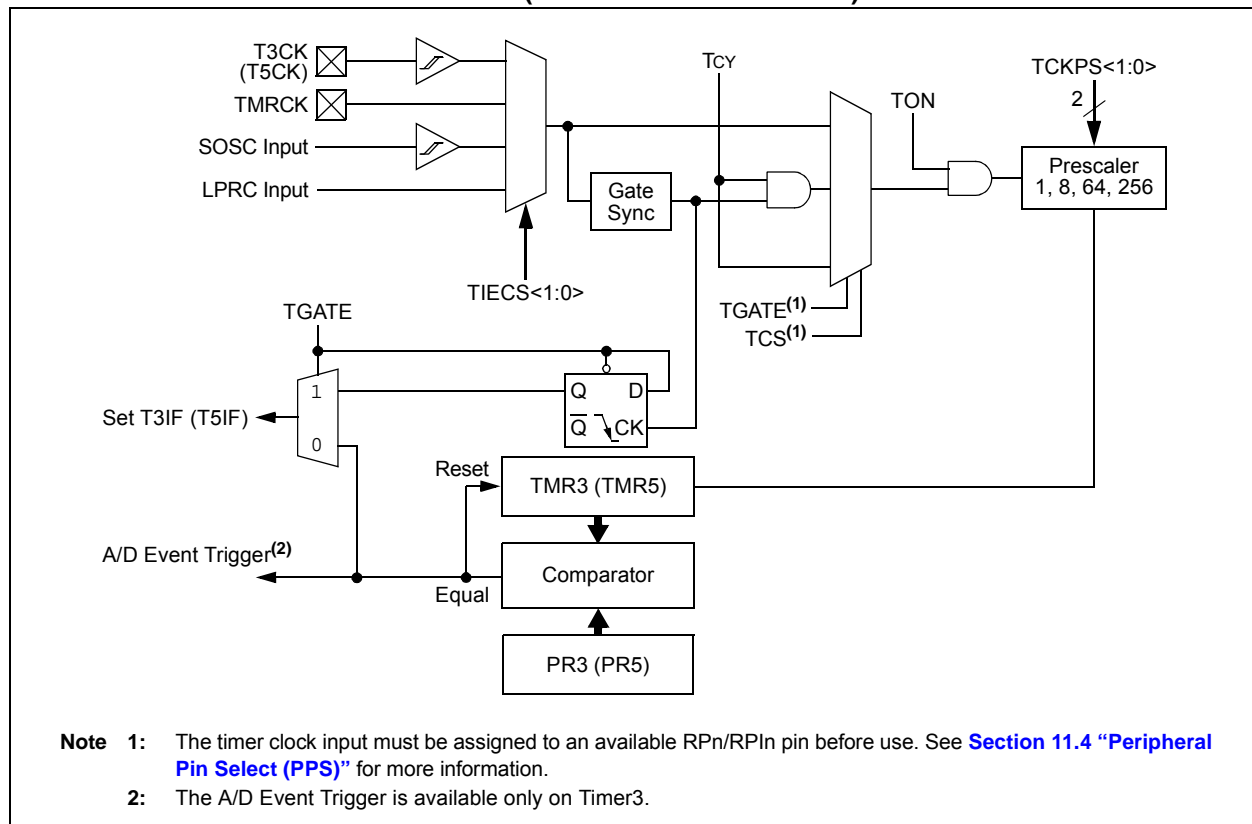 T3CK
(T5CK)
TMRCK
SOSC Input
LPRC Input
TIECS<1:0>
Gate
Sync
TCY
TGATE(1)
TCS(1)
TON
TCKPS<1:0>
2
Prescaler
1, 8, 64, 256
TGATE
1
0
Set T3IF (T5IF)
Q D
Q CK
Reset
TMR3 (TMR5)
A/D Event Trigger(2)
Equal
Comparator
PR3 (PR5)
Note 1: The timer clock input must be assigned to an available RPn/RPIn pin before use. See Section 11.4 “Peripheral
Pin Select (PPS)” for more information.
2: The A/D Event Trigger is available only on Timer3.